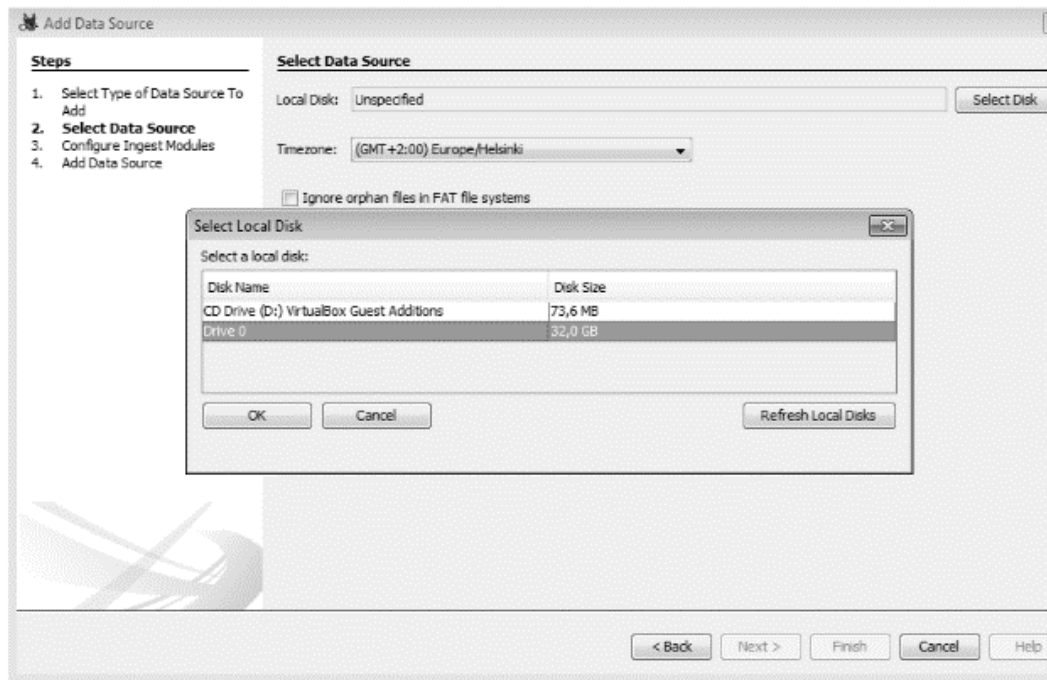 Add Data Source
Steps
1. Select Type of Data Source To
Add
2. Select Data Source
3. Configure Ingest Modules
4. Add Data Source
Select Data Source
Local Disk: Unspecified Select Disk
Timezone: (GMT+2:00) Europe/Helsinki
Ignore orphan files in FAT file systems
Select Local Disk
Select a local disk:
Disk Name Disk Size
CD Drive (D:) VirtualBox Guest Additions 73,6 MB
Drive 0 32,0 GB
OK Cancel Refresh Local Disks
< Back Next > Finish Cancel Help